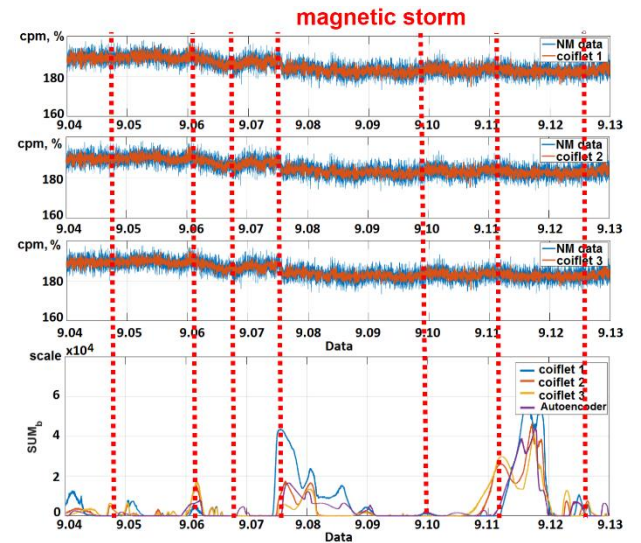 magnetic storm
cpm, %
NM data
coiflet 1
180
160
9.04 9.05 9.06 9.07 9.08 9.09 9.10 9.11 9.12 9.13
cpm, %
NM data
coiflet 2
180
160
9.04 9.05 9.06 9.07 9.08 9.09 9.10 9.11 9.12 9.13
cpm, %
NM data
coiflet 3
180
160
9.04 9.05 9.06 9.07 9.08 9.09 9.10 9.11 9.12 9.13
Data
scale x10⁴
8
coiflet 1
coiflet 2
coiflet 3
Autoencoder
6
SUMb
4
2
0
9.04 9.05 9.06 9.07 9.08 9.09 9.10 9.11 9.12 9.13
Data